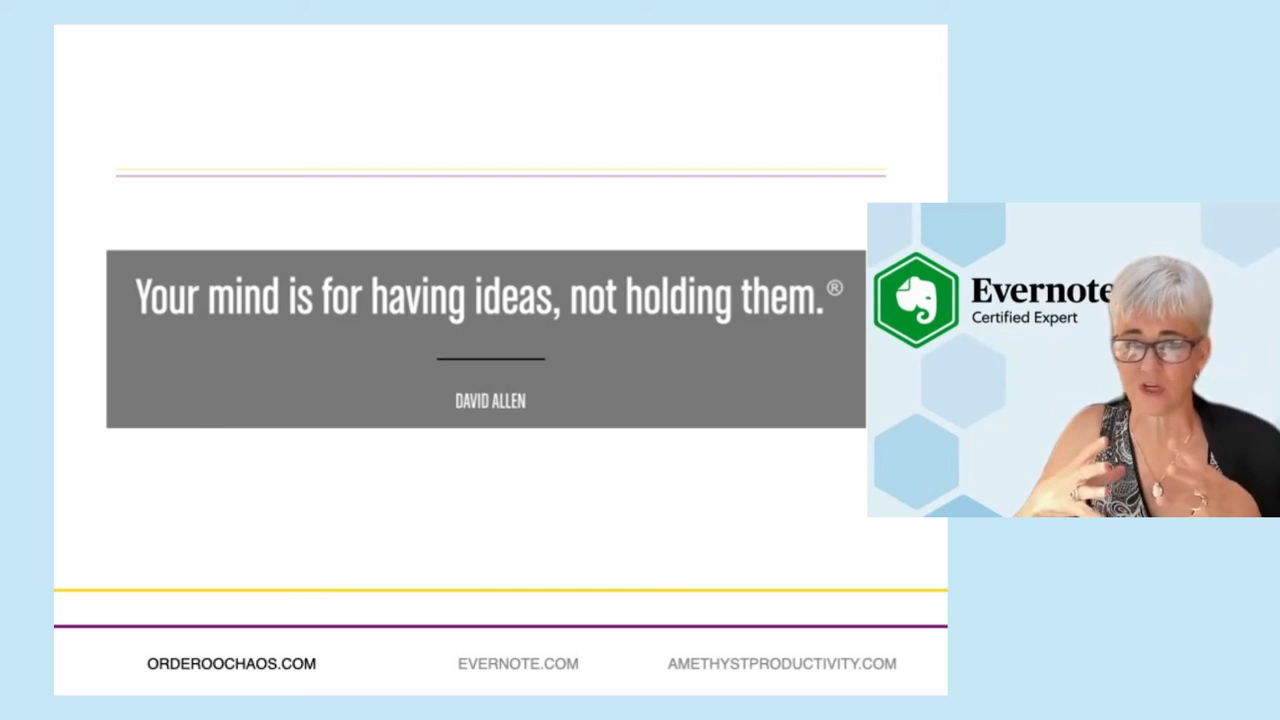 Your mind is for having ideas, not holding them.®
DAVID ALLEN
Evernote
Certified Expert
ORDEROOCHAOS.COM
EVERNOTE.COM
AMETHYSTPRODUCTIVITY.COM